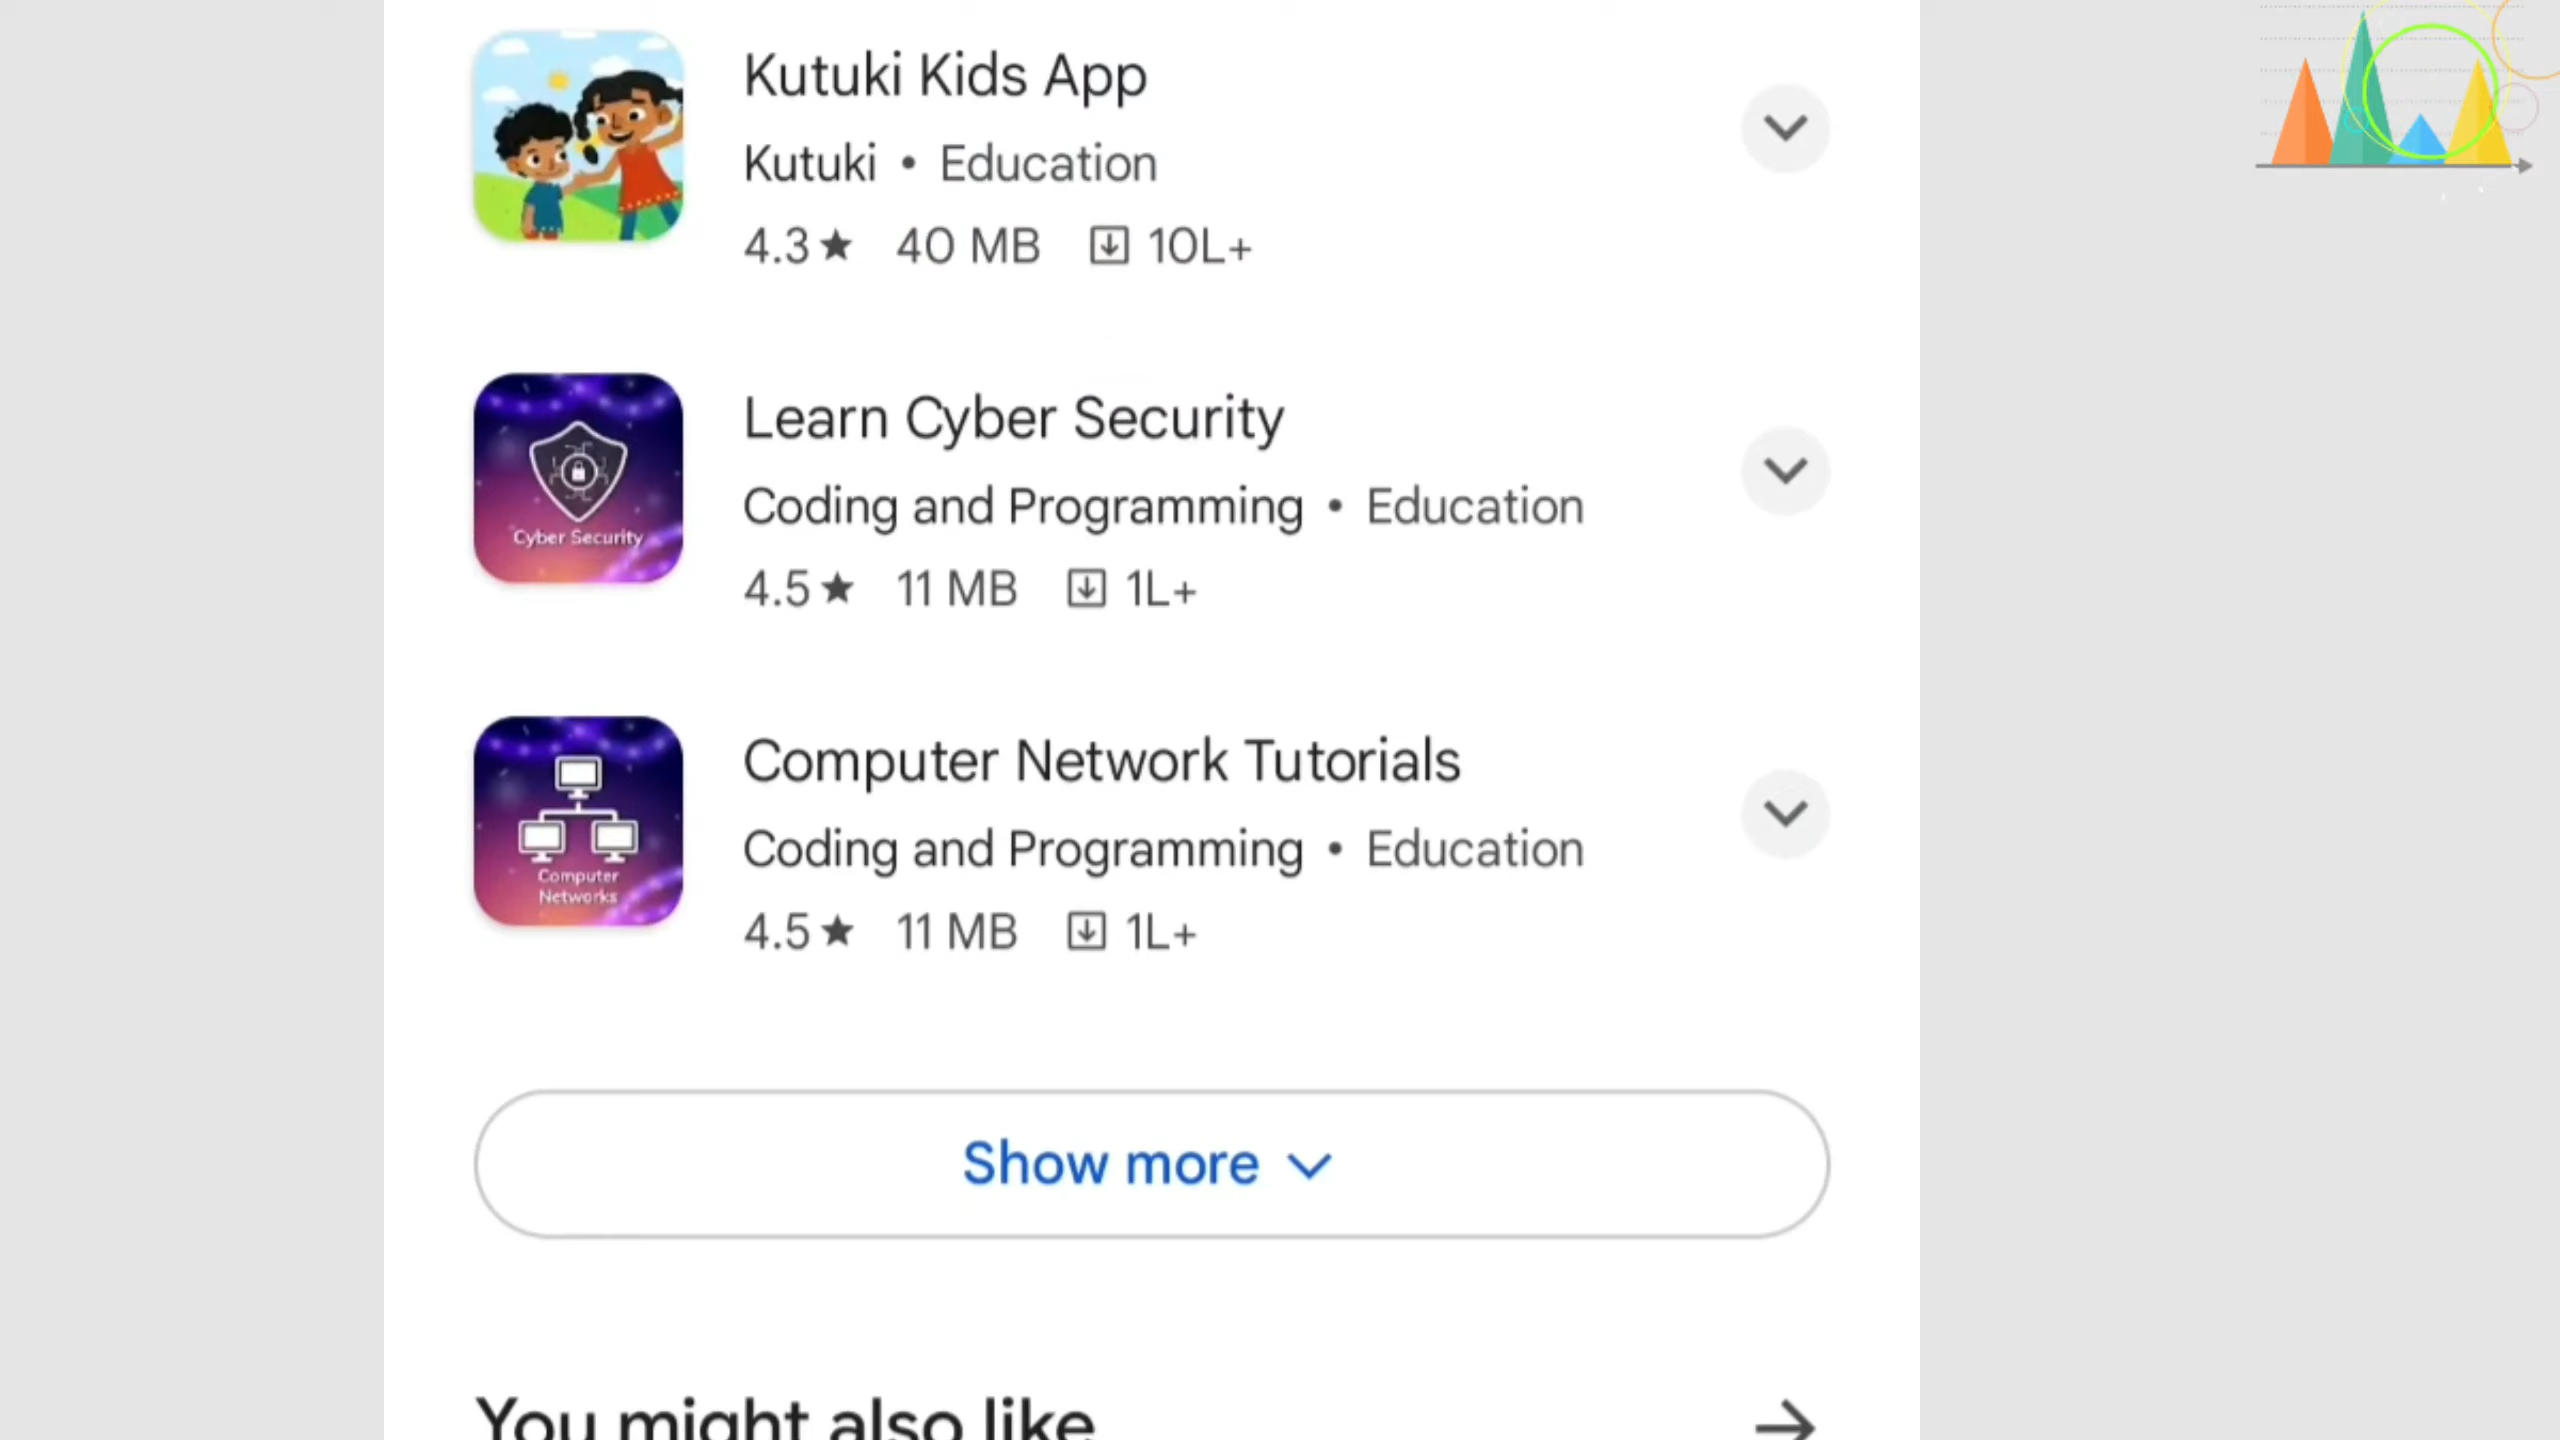 Kutuki Kids App
Kutuki • Education
4.3★ 40 MB 10L+
Learn Cyber Security
Coding and Programming • Education
4.5★ 11 MB 1L+
Cyber Security
Computer Network Tutorials
Coding and Programming • Education
4.5★ 11 MB 1L+
Computer
Networks
Show more
You might also like